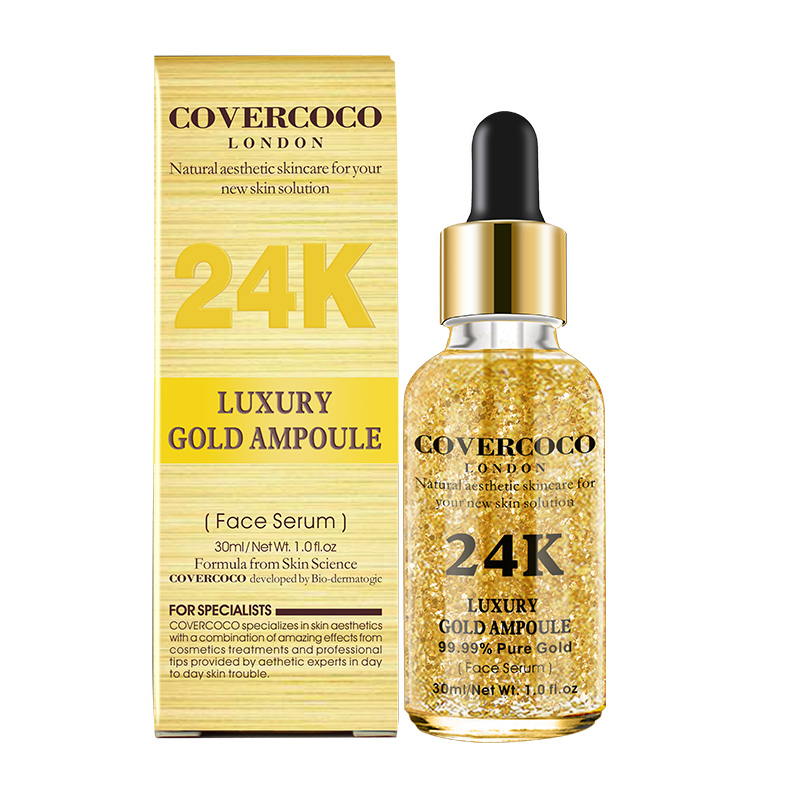 COVERCOCO
LONDON
Natural aesthetic skincare for your
new skin solution
24K
LUXURY
GOLD AMPOULE
( Face Serum )
30ml/Net Wt. 1.0 fl.oz
Formula from Skin Science
COVERCOCO developed by Bio-dermatogic
FOR SPECIALISTS
COVERCOCO specializes in skin aesthetics
with a combination of amazing effects from
cosmetics treatments and professional
tips provided by aethetic experts in day
to day skin trouble.
COVERCOCO
LONDON
Natural aesthetic skincare for
your new skin solution
24K
LUXURY
GOLD AMPOULE
99.99% Pure Gold
( Face Serum )
30ml/Net Wt. 1.0 fl.oz